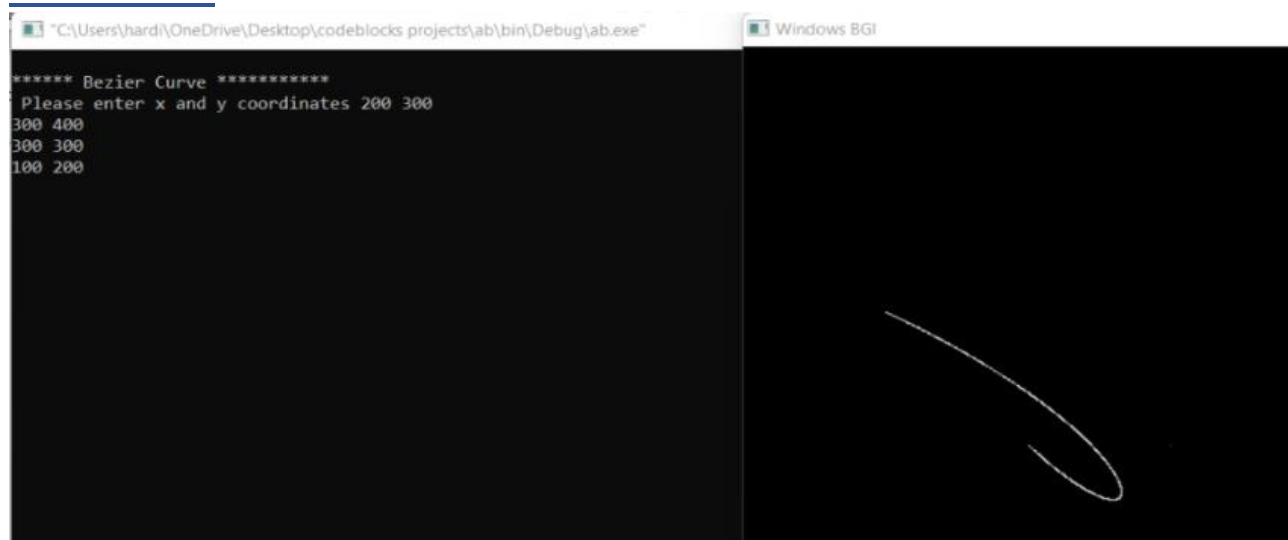 "C:\Users\hardi\OneDrive\Desktop\codeblocks projects\ab\bin\Debug\ab.exe"
Windows BGI
****** Bezier Curve ***********
Please enter x and y coordinates 200 300
300 400
300 300
100 200